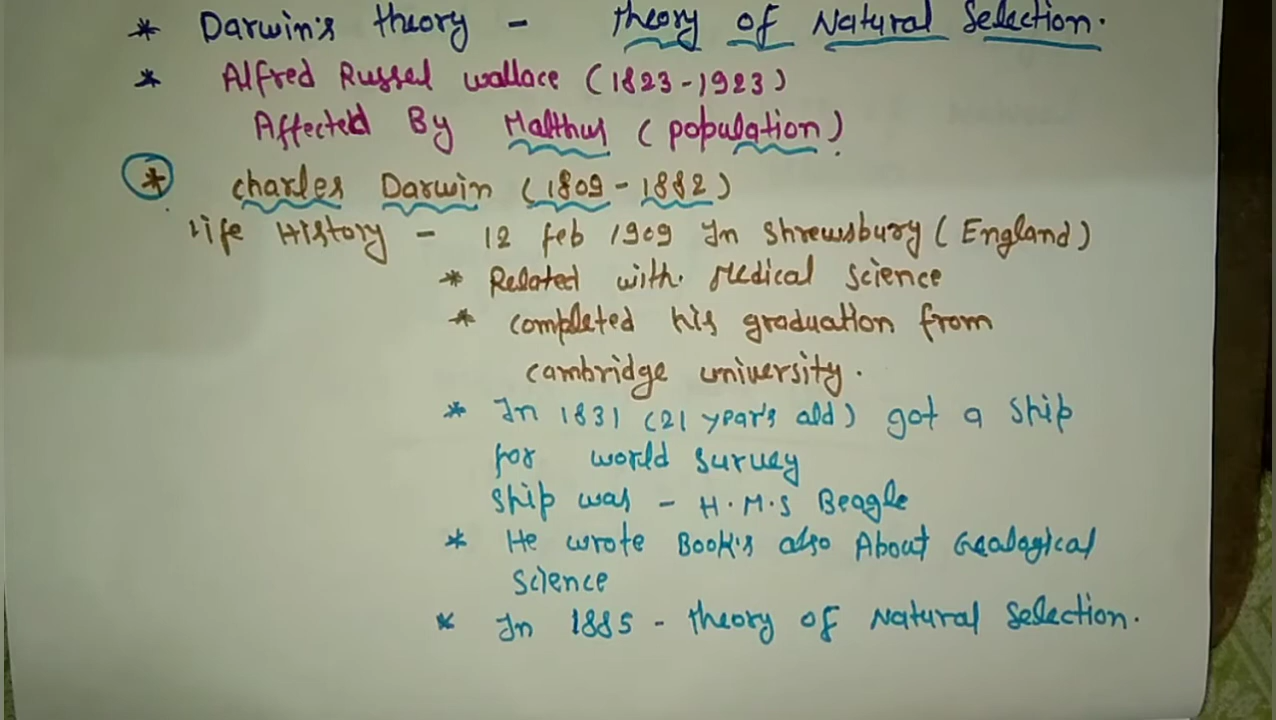 * Darwin's theory - theory of Natural Selection.
* Alfred Russel wallace (1823-1923)
Affected By Malthus (population)
* charles Darwin (1809-1882)
Life History - 12 feb 1909 In Shrewsbury (England)
* Related with. Medical science
* completed his graduation from
cambridge university.
* In 1831 (21 year's old) got a ship
for world survey
ship was - H.M.S Beagle
* He wrote Book's also About Gealogical
science
* In 1885 - theory of Natural Selection.